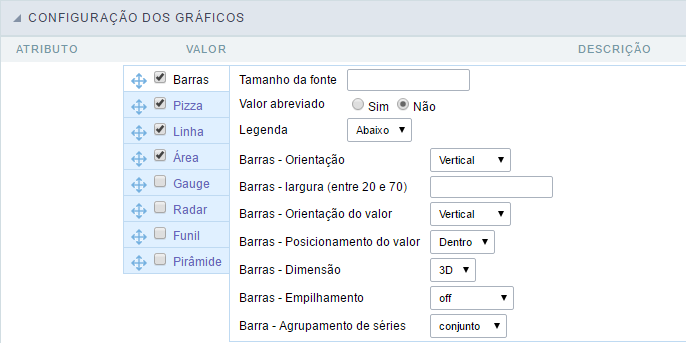 CONFIGURAÇÃO DOS GRÁFICOS
ATRIBUTO VALOR DESCRIÇÃO
Barras
Pizza
Linha
Área
Gauge
Radar
Funil
Pirâmide
Tamanho da fonte
Valor abreviado Sim Não
Legenda Abaixo
Barras - Orientação Vertical
Barras - largura (entre 20 e 70)
Barras - Orientação do valor Vertical
Barras - Posicionamento do valor Dentro
Barras - Dimensão 3D
Barras - Empilhamento off
Barra - Agrupamento de séries conjunto